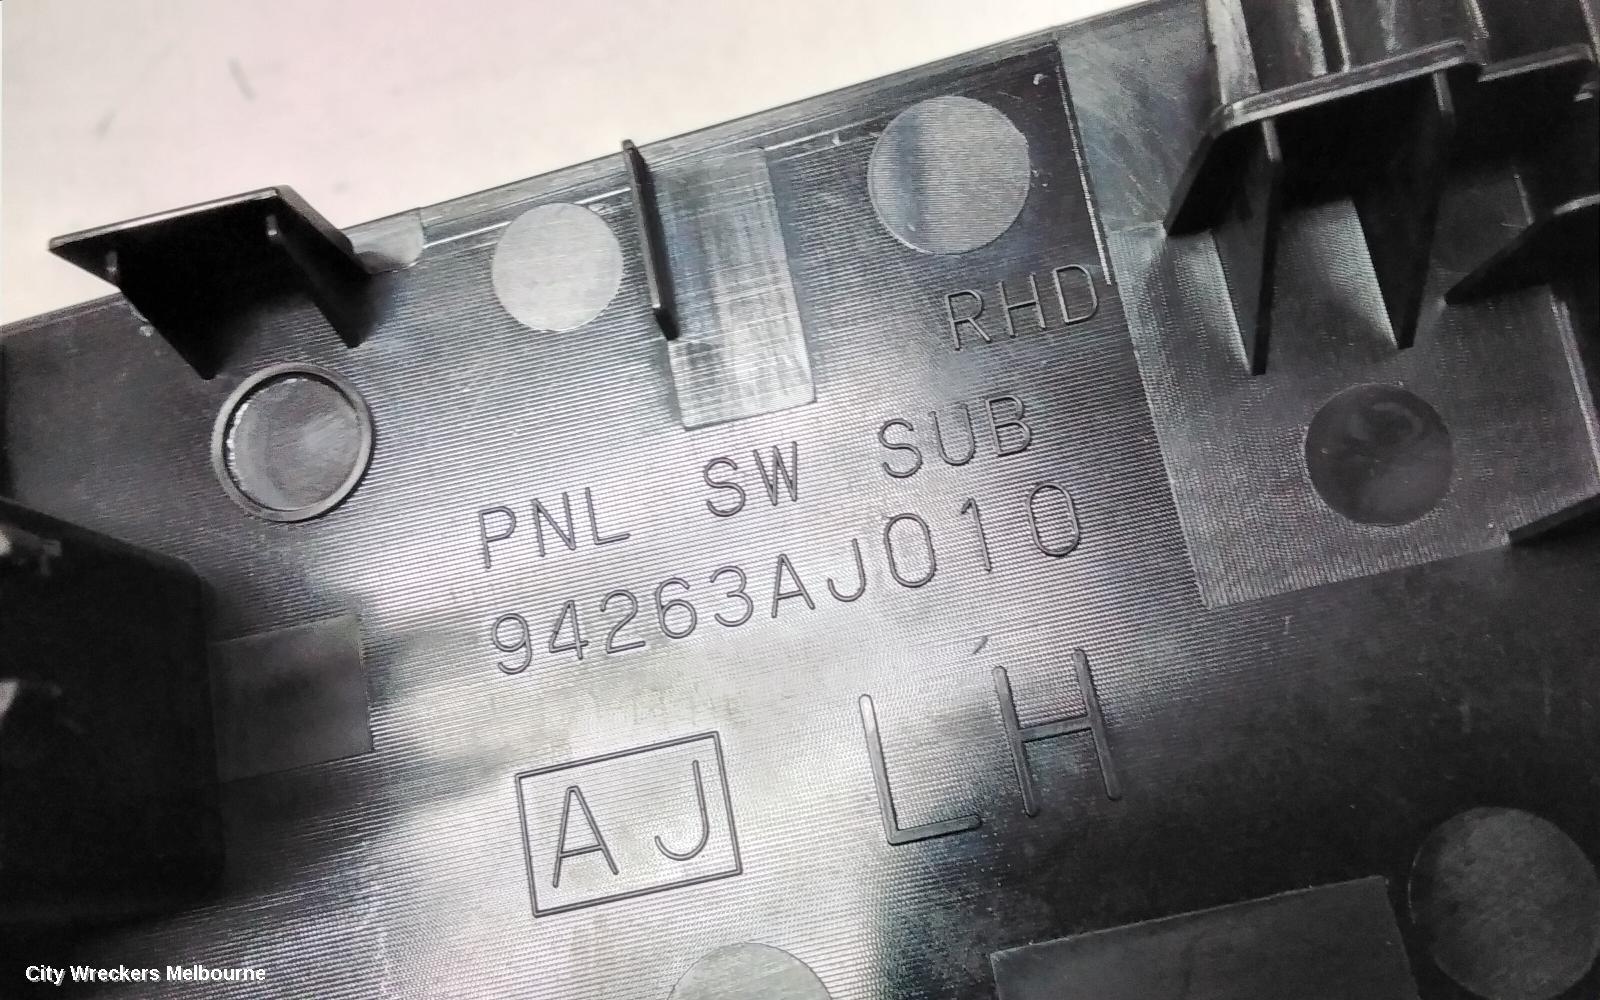 RHD
PNL SW SUB
94263AJ010
AJ LH
City Wreckers Melbourne